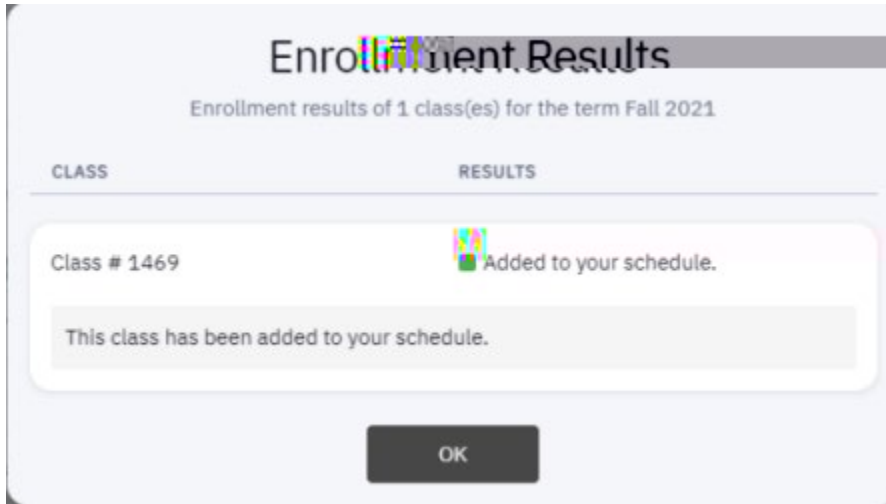 Enrollment Results
Enrollment results of 1 class(es) for the term Fall 2021
CLASS RESULTS
Class # 1469 Added to your schedule.
This class has been added to your schedule.
OK